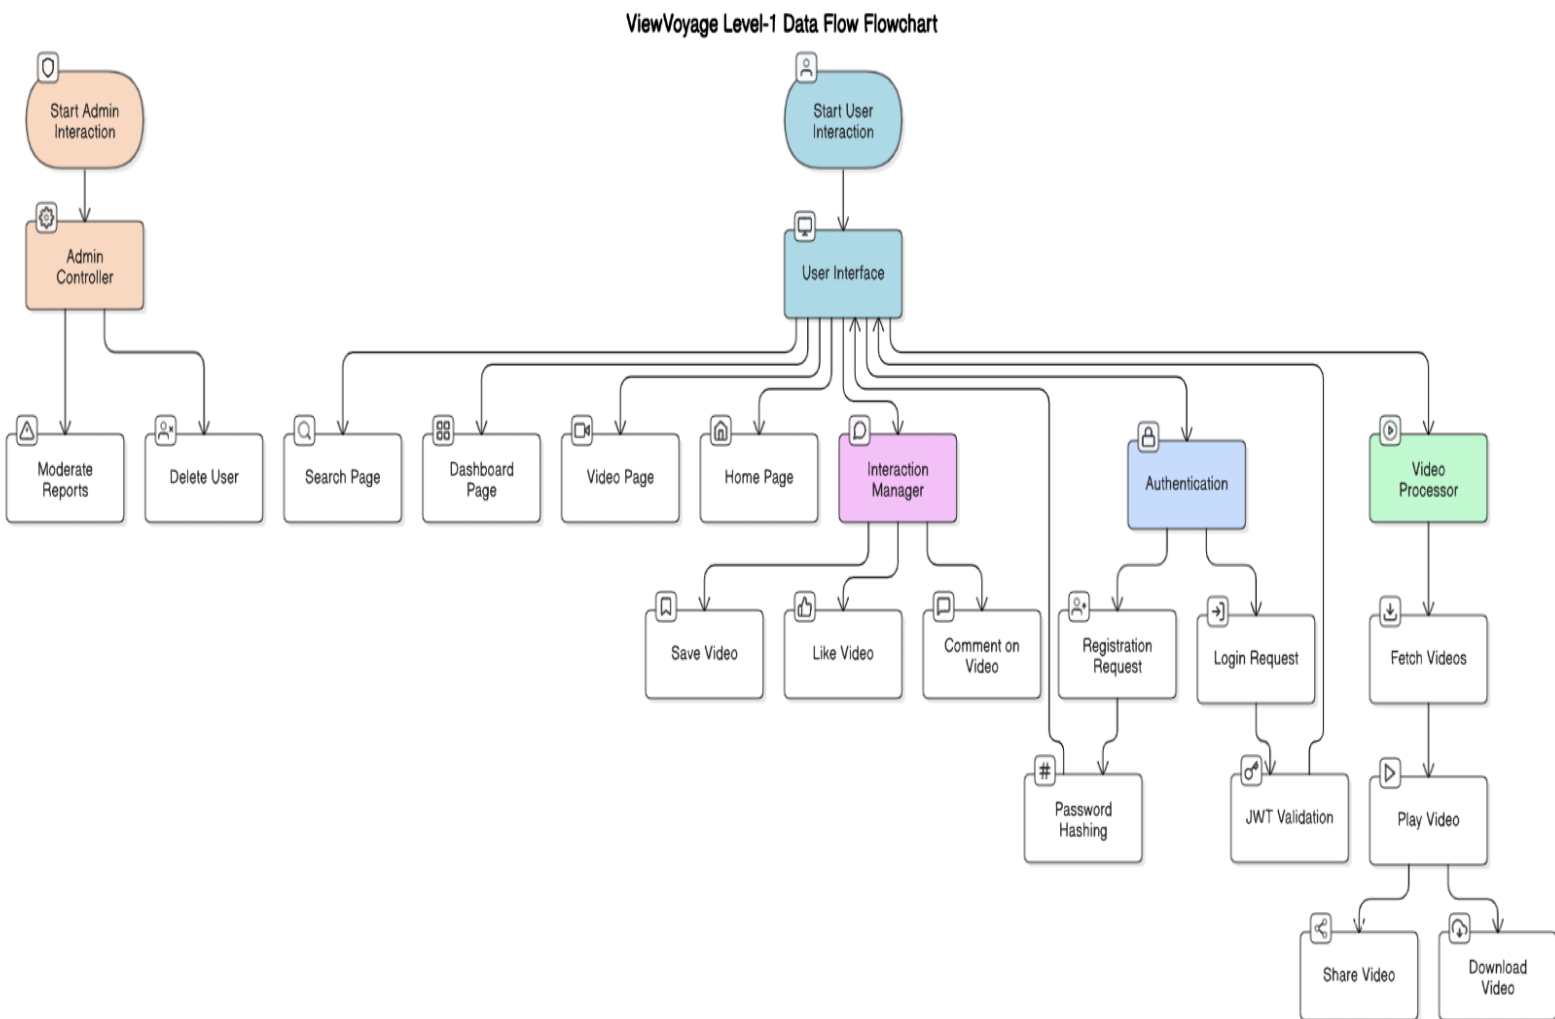 ViewVoyage Level-1 Data Flow Flowchart
Start Admin
Interaction
Start User
Interaction
Admin
Controller
User Interface
Moderate
Reports
Delete User
Search Page
Dashboard
Page
Video Page
Home Page
Interaction
Manager
Authentication
Video
Processor
Save Video
Like Video
Comment on
Video
Registration
Request
Login Request
Fetch Videos
#
Password
Hashing
JWT Validation
Play Video
Share Video
Download
Video